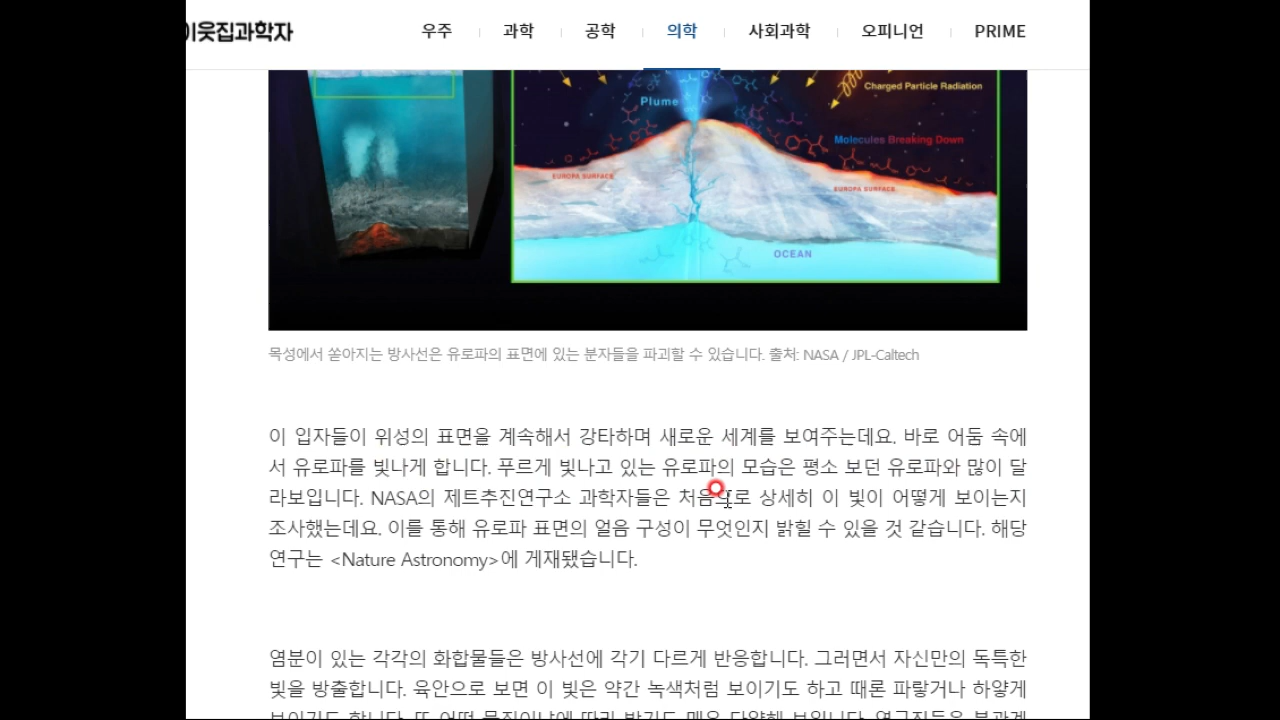 이웃집과학자
우주
과학
공학
의학
사회과학
오피니언
PRIME
Charged Particle Radiation
Plume
Molecules Breaking Down
EUROPA SURFACE
EUROPA SURFACE
OCEAN
목성에서 쏟아지는 방사선은 유로파의 표면에 있는 분자들을 파괴할 수 있습니다. 출처: NASA / JPL-Caltech
이 입자들이 위성의 표면을 계속해서 강타하며 새로운 세계를 보여주는데요. 바로 어둠 속에
서 유로파를 빛나게 합니다. 푸르게 빛나고 있는 유로파의 모습은 평소 보던 유로파와 많이 달
라보입니다. NASA의 제트추진연구소 과학자들은 처음으로 상세히 이 빛이 어떻게 보이는지
조사했는데요. 이를 통해 유로파 표면의 얼음 구성이 무엇인지 밝힐 수 있을 것 같습니다. 해당
연구는 <Nature Astronomy>에 게재됐습니다.
염분이 있는 각각의 화합물들은 방사선에 각기 다르게 반응합니다. 그러면서 자신만의 독특한
빛을 방출합니다. 육안으로 보면 이 빛은 약간 녹색처럼 보이기도 하고 때론 파랗거나 하얗게